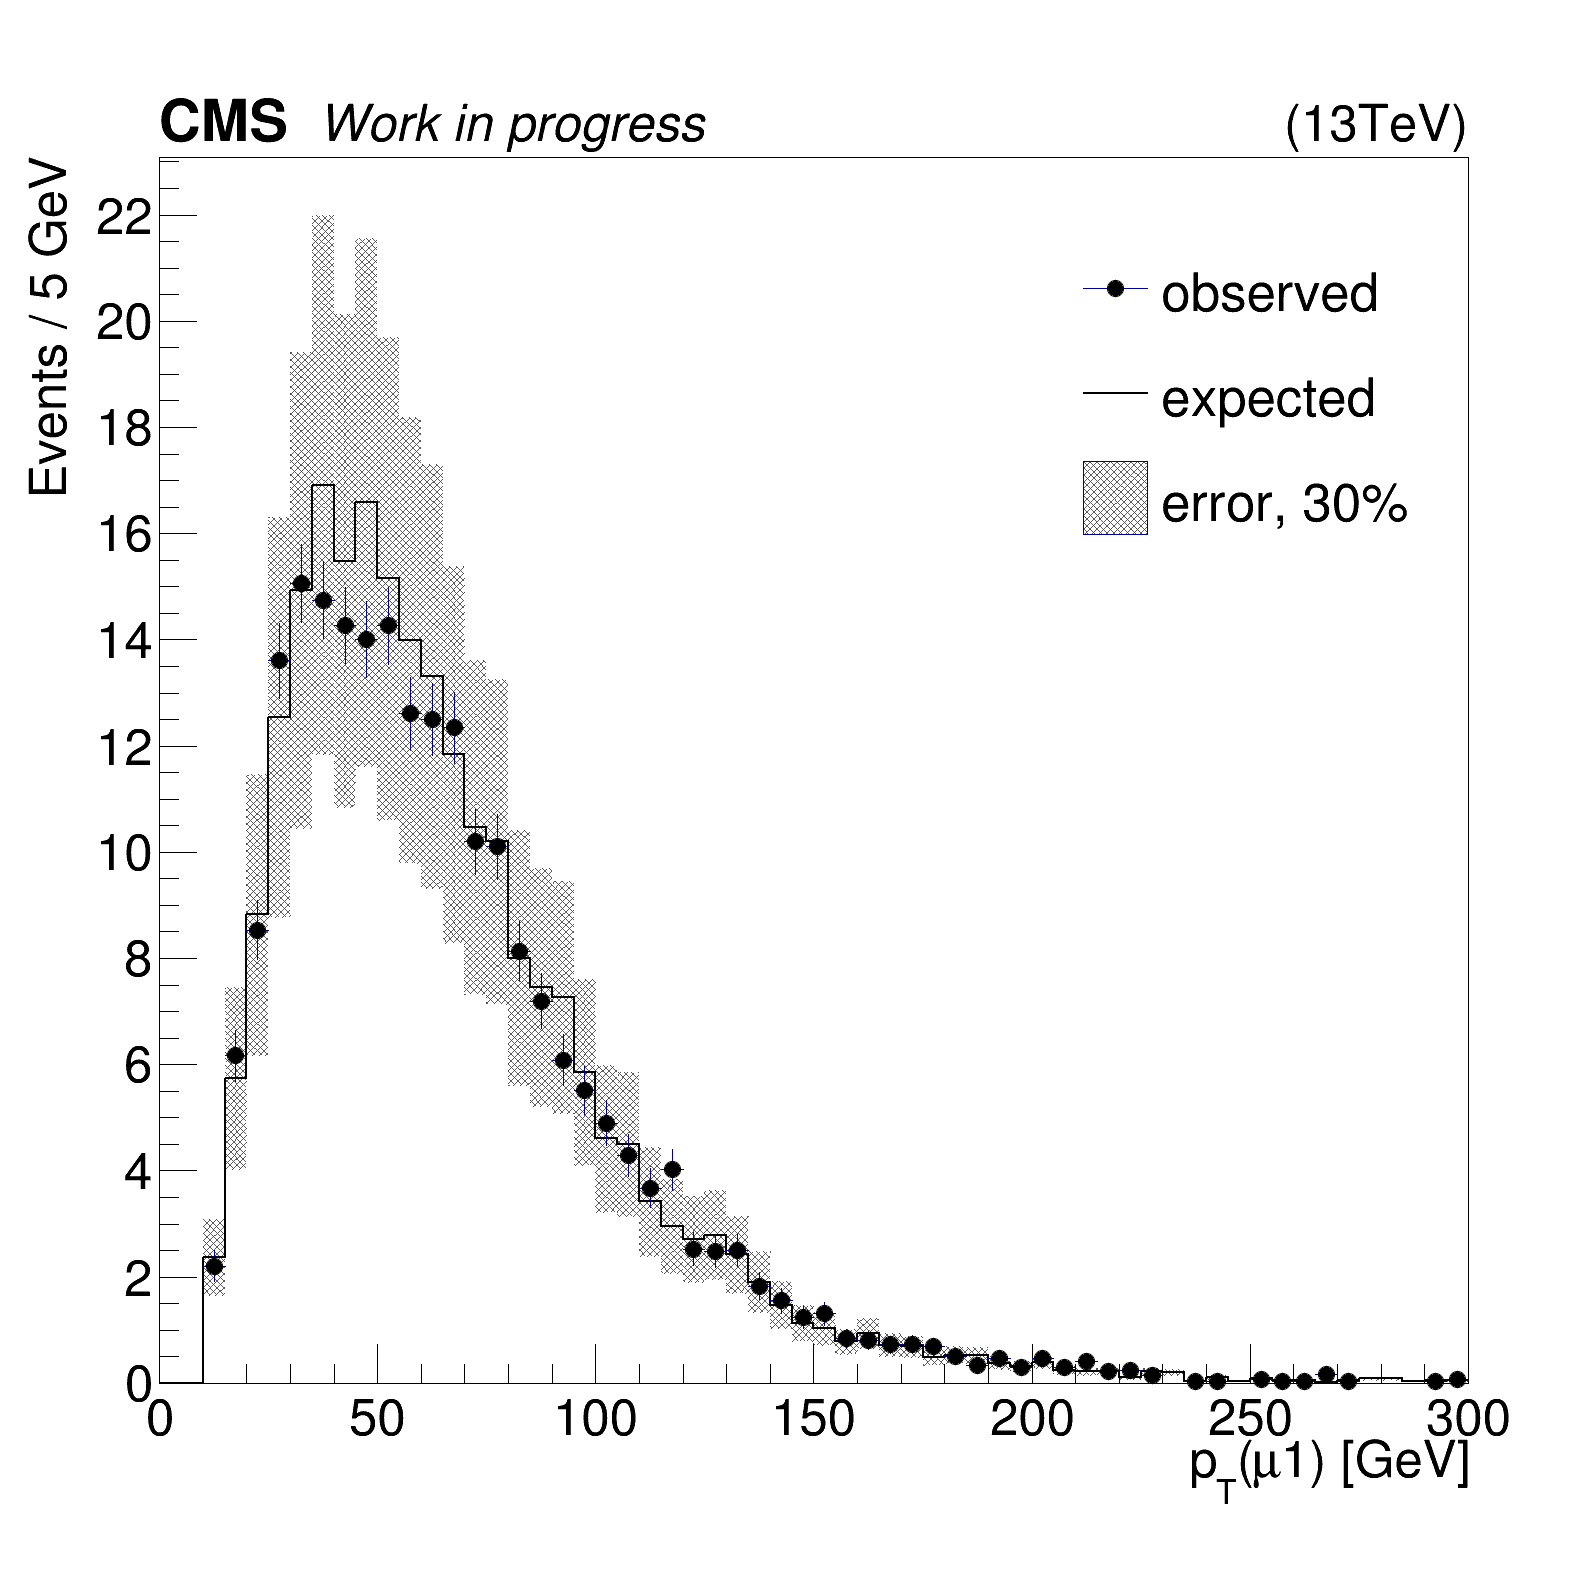 CMS Work in progress (13TeV)
Events / 5 GeV
22
20
18
16
14
12
10
8
6
4
2
0
observed
expected
error, 30%
0 50 100 150 200 250 300
pT(μ1) [GeV]